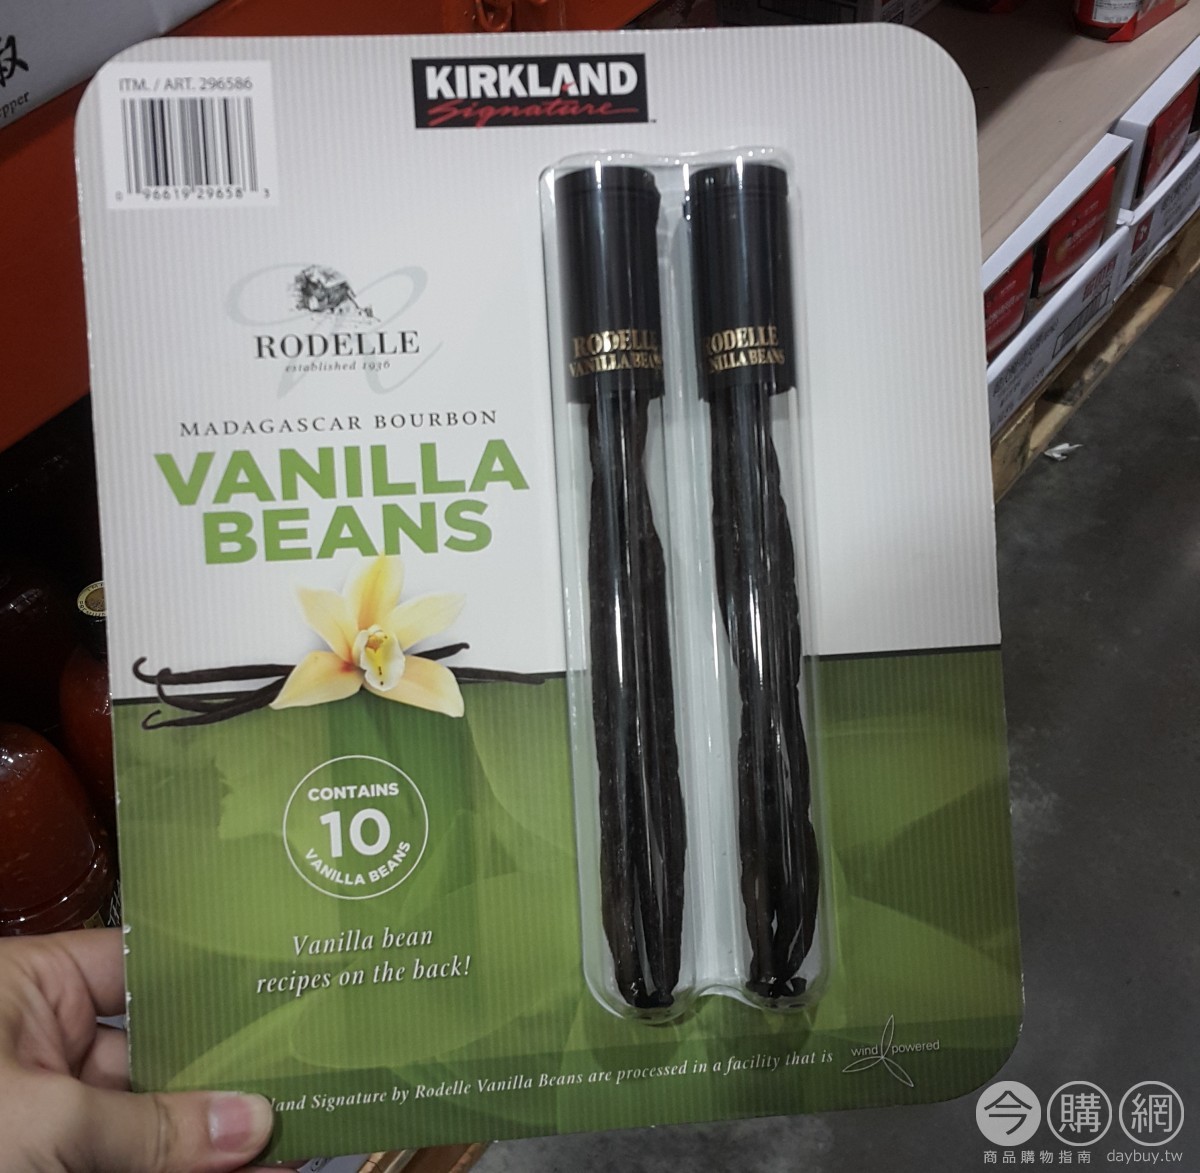 ITM. / ART. 296586
0 96619 29658 3
KIRKLAND
Signature
RODELLE
established 1936
MADAGASCAR BOURBON
VANILLA
BEANS
RODELLE
VANILLA BEANS
RODELLE
NILLA BEANS
CONTAINS
10
VANILLA BEANS
Vanilla bean
recipes on the back!
land Signature by Rodelle Vanilla Beans are processed in a facility that is
wind powered
今購網
商品購物指南 daybuy.tw